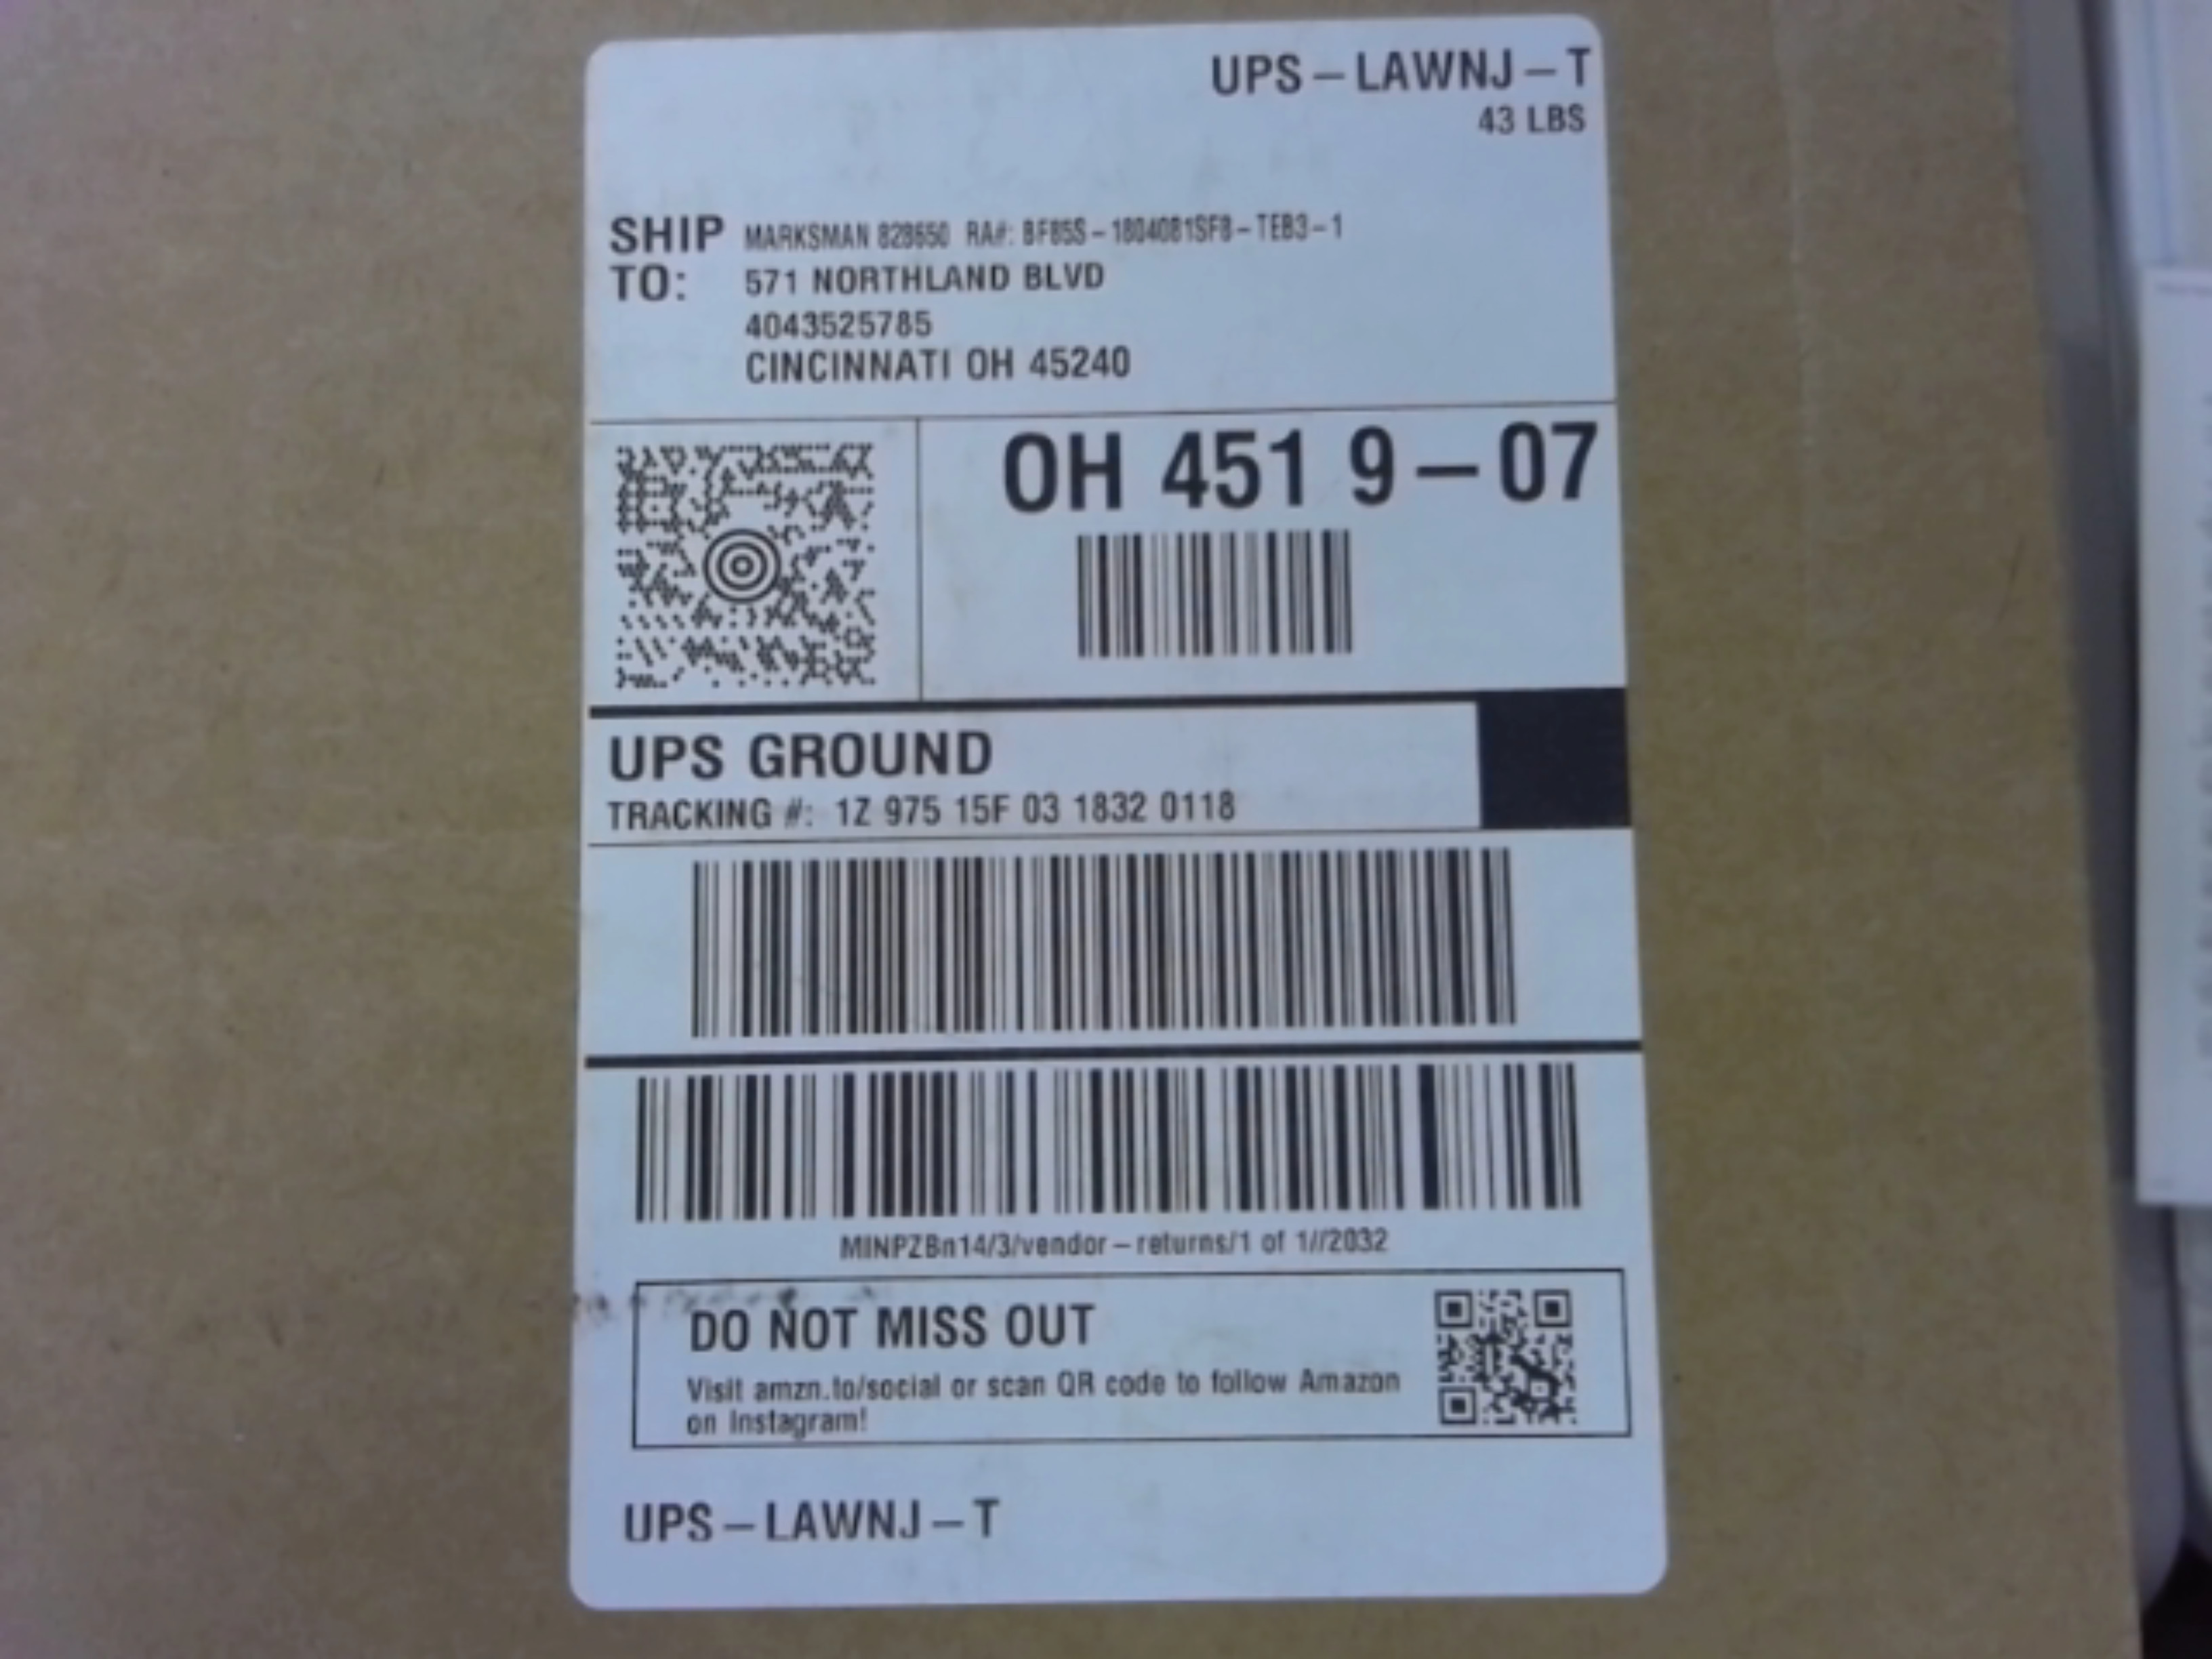 UPS – LAWNJ – T
43 LBS
SHIP TO:
MARKSMAN 828650 RA#: BF85S – 1804081SF8 – TEB3 – 1
571 NORTHLAND BLVD
4043525785
CINCINNATI OH 45240
OH 451 9 – 07
UPS GROUND
TRACKING #: 1Z 975 15F 03 1832 0118
MINPZBn14/3/vendor – returns/1 of 1//2032
DO NOT MISS OUT
Visit amzn.to/social or scan QR code to follow Amazon
on Instagram!
UPS – LAWNJ – T